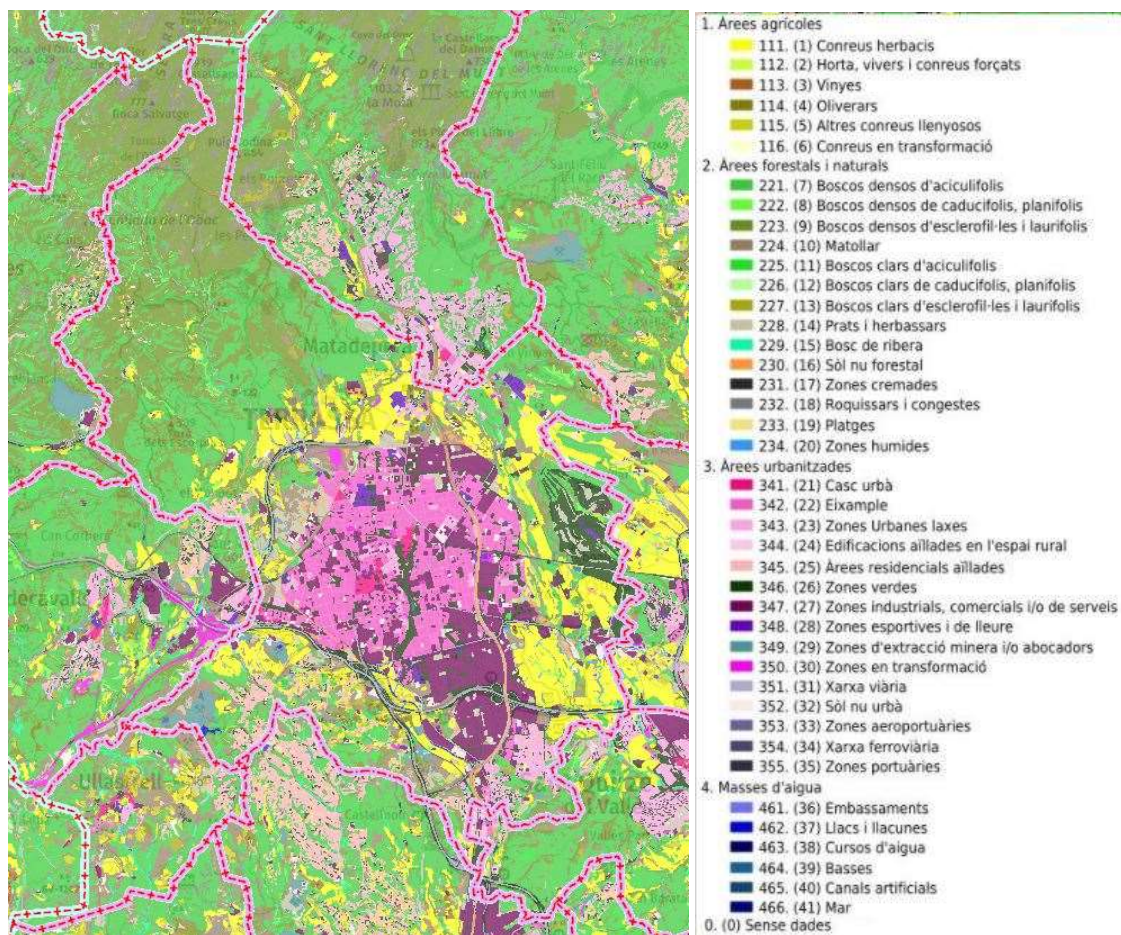 SANT LLORENÇ
DEL MUNT
La Mola
Matadepera
TERRASSA
Ullastrell
Castellnou
1. Àrees agrícoles
111. (1) Conreus herbacis
112. (2) Horta, vivers i conreus forçats
113. (3) Vinyes
114. (4) Oliverars
115. (5) Altres conreus llenyosos
116. (6) Conreus en transformació
2. Àrees forestals i naturals
221. (7) Boscos densos d'aciculifolis
222. (8) Boscos densos de caducifolis, planifolis
223. (9) Boscos densos d'esclerofil·les i laurifolis
224. (10) Matollar
225. (11) Boscos clars d'aciculifolis
226. (12) Boscos clars de caducifolis, planifolis
227. (13) Boscos clars d'esclerofil·les i laurifolis
228. (14) Prats i herbassars
229. (15) Bosc de ribera
230. (16) Sòl nu forestal
231. (17) Zones cremades
232. (18) Roquissars i congestes
233. (19) Platges
234. (20) Zones humides
3. Àrees urbanitzades
341. (21) Casc urbà
342. (22) Eixample
343. (23) Zones Urbanes laxes
344. (24) Edificacions aïllades en l'espai rural
345. (25) Àrees residencials aïllades
346. (26) Zones verdes
347. (27) Zones industrials, comercials i/o de serveis
348. (28) Zones esportives i de lleure
349. (29) Zones d'extracció minera i/o abocadors
350. (30) Zones en transformació
351. (31) Xarxa viària
352. (32) Sòl nu urbà
353. (33) Zones aeroportuàries
354. (34) Xarxa ferroviària
355. (35) Zones portuàries
4. Masses d'aigua
461. (36) Embassaments
462. (37) Llacs i llacunes
463. (38) Cursos d'aigua
464. (39) Basses
465. (40) Canals artificials
466. (41) Mar
0. (0) Sense dades